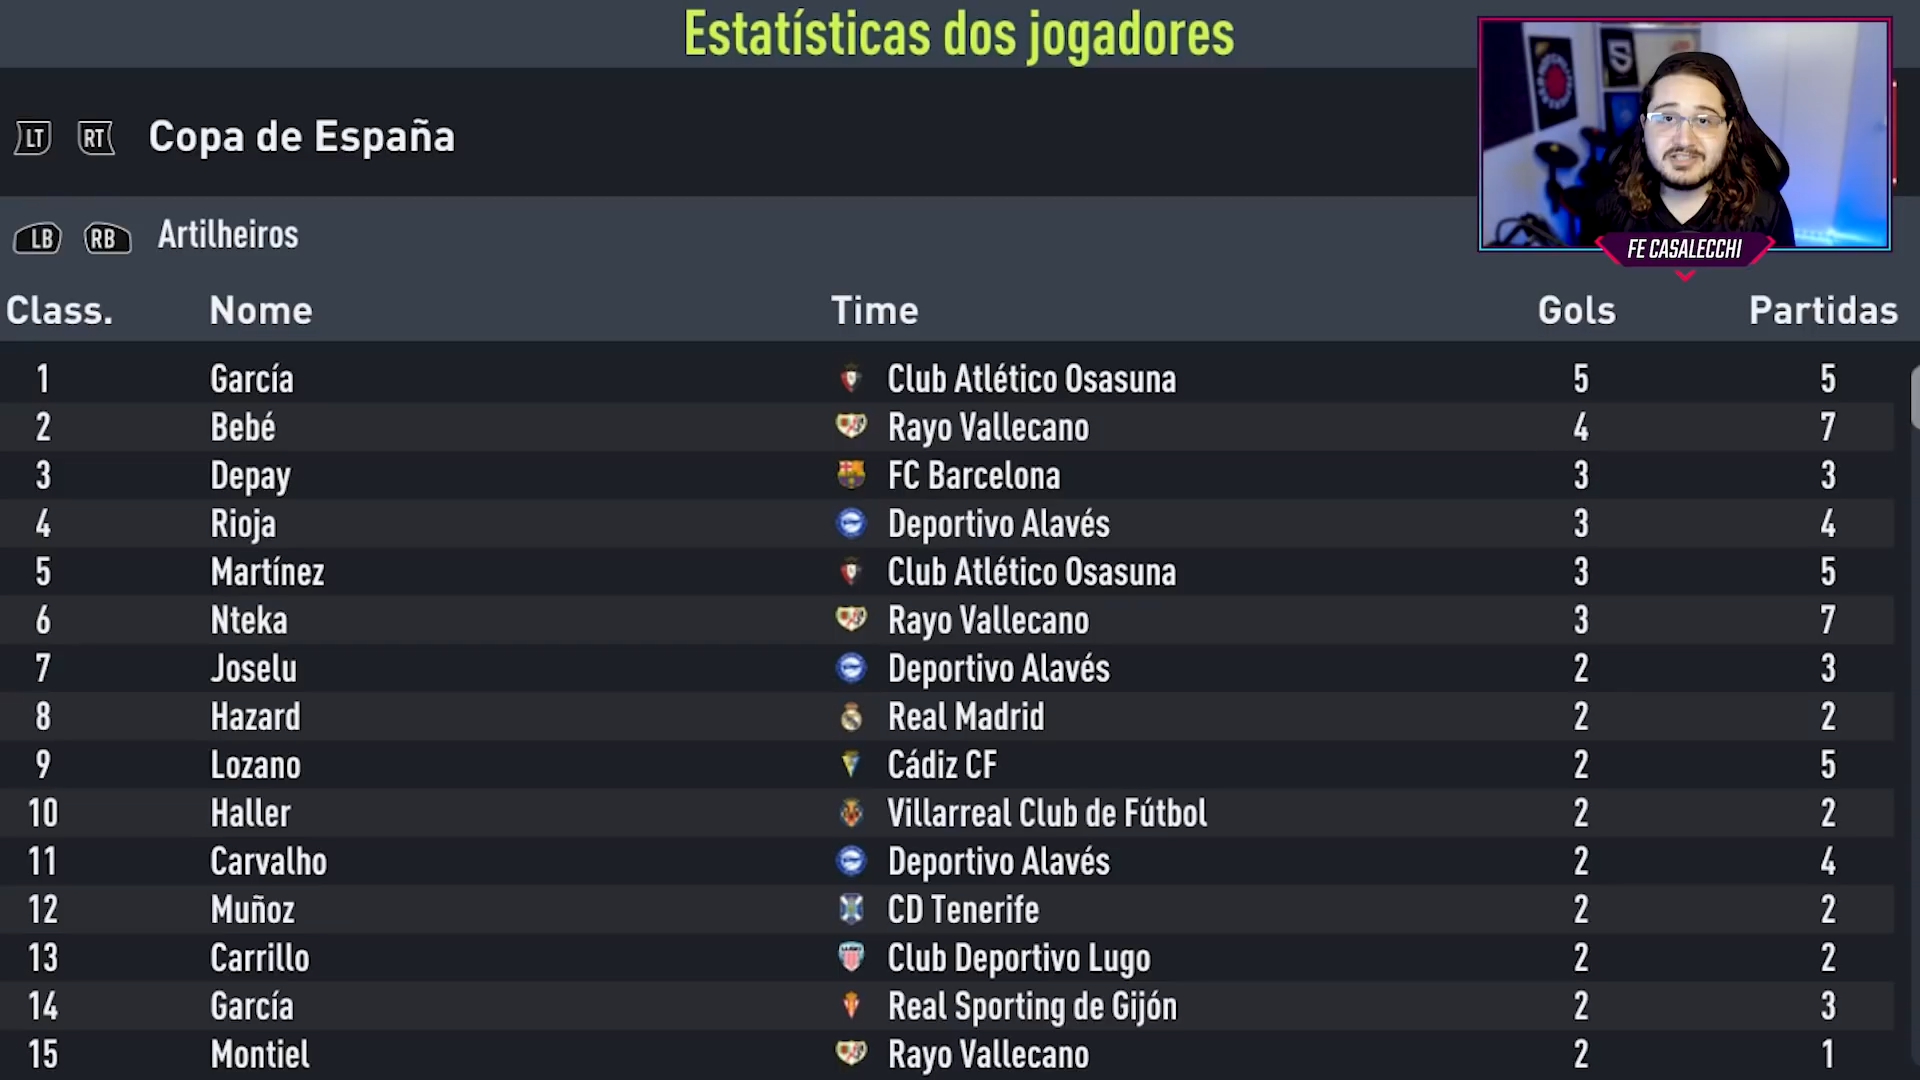 Estatísticas dos jogadores
LT RT Copa de España
LB RB Artilheiros
FE CASALECCHI
Class. Nome Time Gols Partidas
1 García Club Atlético Osasuna 5 5
2 Bebé Rayo Vallecano 4 7
3 Depay FC Barcelona 3 3
4 Rioja Deportivo Alavés 3 4
5 Martínez Club Atlético Osasuna 3 5
6 Nteka Rayo Vallecano 3 7
7 Joselu Deportivo Alavés 2 3
8 Hazard Real Madrid 2 2
9 Lozano Cádiz CF 2 5
10 Haller Villarreal Club de Fútbol 2 2
11 Carvalho Deportivo Alavés 2 4
12 Muñoz CD Tenerife 2 2
13 Carrillo Club Deportivo Lugo 2 2
14 García Real Sporting de Gijón 2 3
15 Montiel Rayo Vallecano 2 1